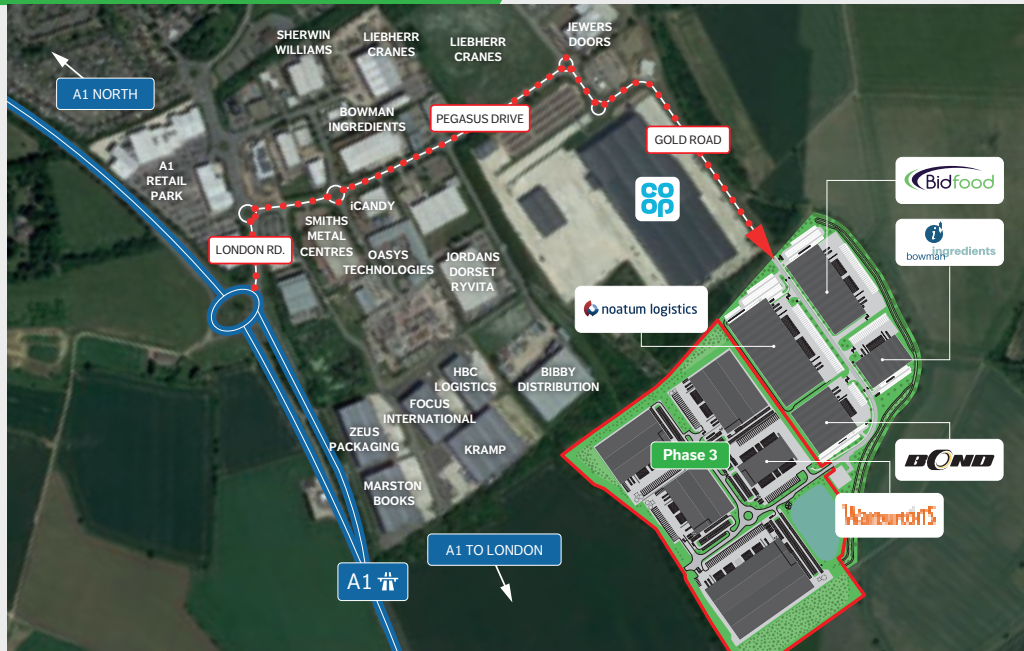 JEWERS
DOORS
SHERWIN
WILLIAMS
LIEBHERR
CRANES
LIEBHERR
CRANES
A1 NORTH
BOWMAN
INGREDIENTS
PEGASUS DRIVE
GOLD ROAD
A1
RETAIL
PARK
CO
OP
Bidfood
iCANDY
SMITHS
METAL
CENTRES
LONDON RD.
OASYS
TECHNOLOGIES
JORDANS
DORSET
RYVITA
i
bowman ingredients
noatum logistics
HBC
LOGISTICS
BIBBY
DISTRIBUTION
FOCUS
INTERNATIONAL
ZEUS
PACKAGING
KRAMP
Phase 3
BOND
MARSTON
BOOKS
Warburtons
A1 TO LONDON
A1